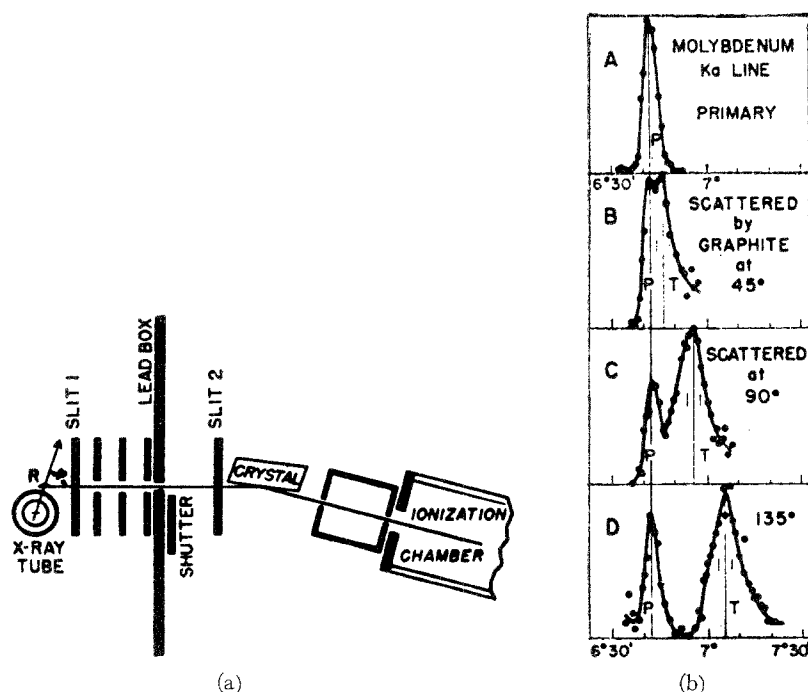 SLIT 1
LEAD BOX
SLIT 2
R
φ
CRYSTAL
X-RAY
TUBE
SHUTTER
IONIZATION
CHAMBER
(a)
A
MOLYBDENUM
Kα LINE
PRIMARY
P
6°30'
7°
B
SCATTERED
by
GRAPHITE
at
45°
P
T
C
SCATTERED
at
90°
P
T
D
135°
P
T
6°30'
7°
7°30'
(b)